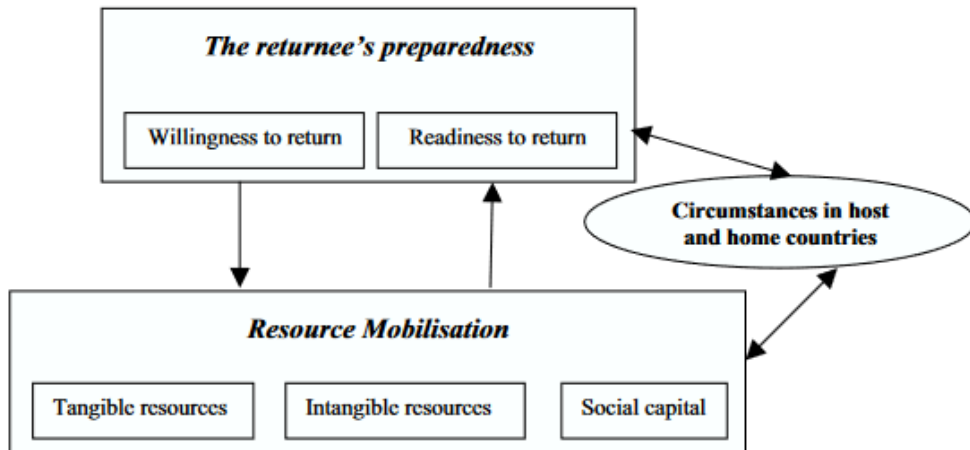 The returnee's preparedness
Willingness to return
Readiness to return
Circumstances in host
and home countries
Resource Mobilisation
Tangible resources
Intangible resources
Social capital